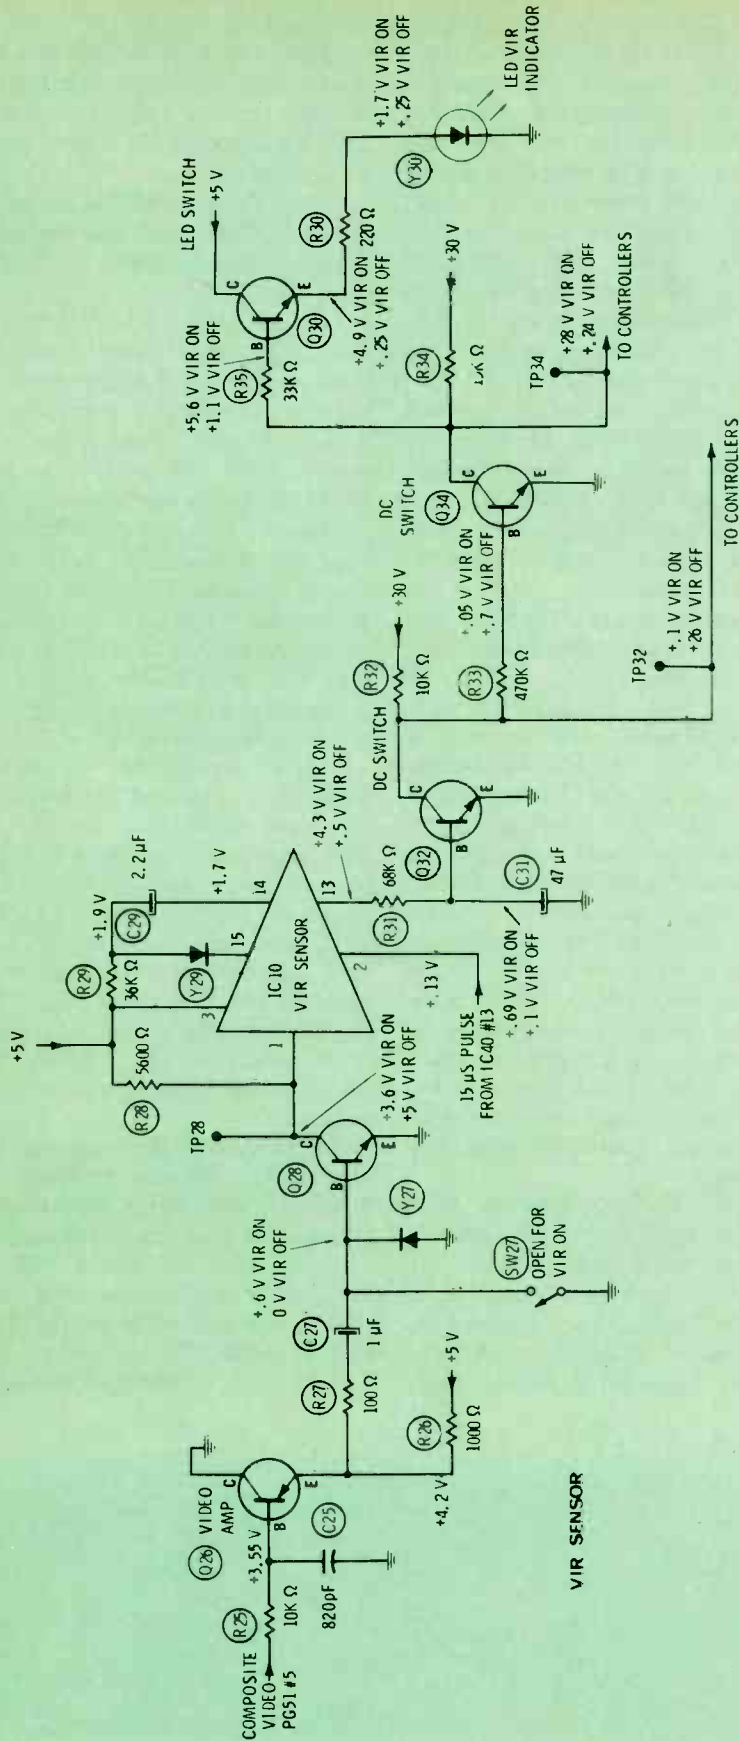 COMPOSITE
VIDEO
PG51 #5
R25
10K Ω
+3.55 V
C25
820pF
Q26
VIDEO
AMP
B
C
E
+4.2 V
R26
1000 Ω
+5 V
R27
100 Ω
C27
1 µF
+.6 V VIR ON
0 V VIR OFF
SW27
OPEN FOR
VIR ON
Y27
Q28
B
C
E
TP28
+3.6 V VIR ON
+5 V VIR OFF
R28
5600 Ω
+5V
R29
36K Ω
+1.9 V
C29
2.2 µF
+1.7 V
Y29
1
3
15
14
13
2
IC10
VIR SENSOR
+.13 V
15 µS PULSE
FROM IC40 #13
+4.3 V VIR ON
+.5 V VIR OFF
R31
68K Ω
+.69 V VIR ON
+.1 V VIR OFF
C31
47 µF
Q32
DC SWITCH
B
C
E
R32
10K Ω
+30 V
R33
470K Ω
TP32
+.1 V VIR ON
+26 V VIR OFF
TO CONTROLLERS
+.05 V VIR ON
+.7 V VIR OFF
DC
SWITCH
Q34
B
C
E
R34
+30 V
TP34
+28 V VIR ON
+.24 V VIR OFF
TO CONTROLLERS
R35
33K Ω
+5.6 V VIR ON
+1.1 V VIR OFF
Q30
B
C
E
LED SWITCH
+5 V
+4.9 V VIR ON
+.25 V VIR OFF
R30
220 Ω
+1.7 V VIR ON
+.25 V VIR OFF
Y30
LED VIR
INDICATOR
VIR SENSOR